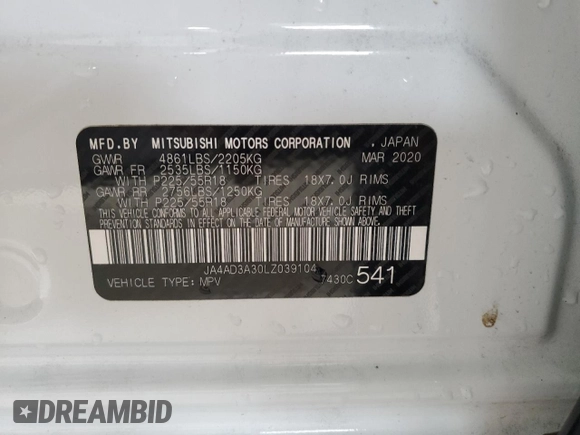 MFD.BY MITSUBISHI MOTORS CORPORATION . JAPAN
GVWR 4861LBS/2205KG MAR 2020
GAWR FR 2535LBS/1150KG
WITH P225/55R18 TIRES 18X7.0J RIMS
GAWR RR 2756LBS/1250KG
WITH P225/55R18 TIRES 18X7.0J RIMS
THIS VEHICLE CONFORMS TO ALL APPLICABLE FEDERAL MOTOR VEHICLE SAFETY AND THEFT
PREVENTION STANDARDS IN EFFECT ON THE DATE OF MANUFACTURE SHOWN ABOVE.
JA4AD3A30LZ039104
VEHICLE TYPE: MPV 7430C 541
DREAMBID